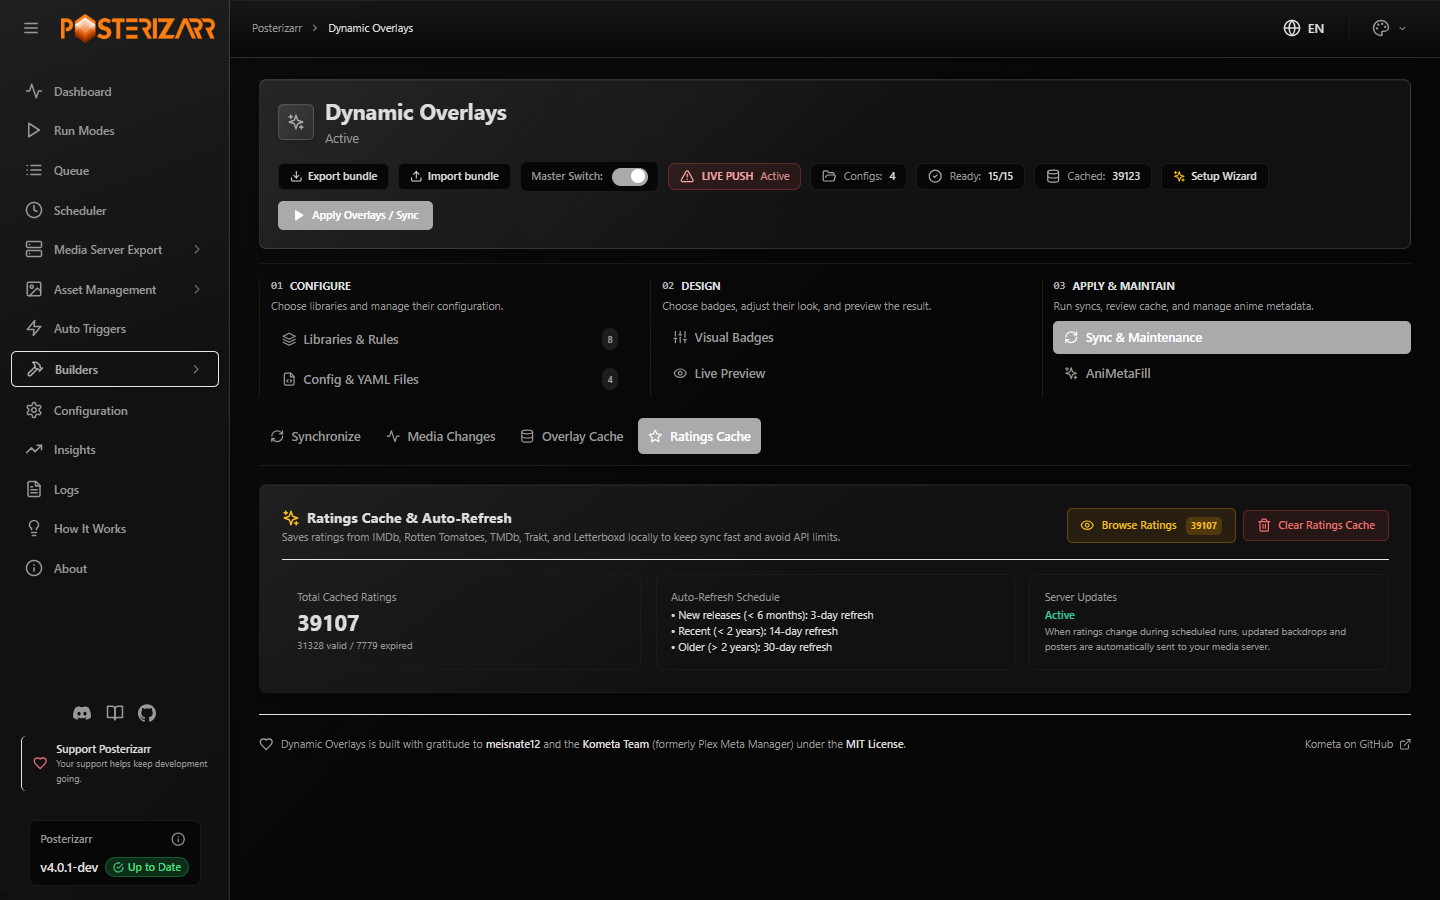 POSTERIZARR
Posterizarr > Dynamic Overlays
EN
Dashboard
Run Modes
Queue
Scheduler
Media Server Export
Asset Management
Auto Triggers
Builders
Configuration
Insights
Logs
How It Works
About
Support Posterizarr
Your support helps keep development
going.
Posterizarr
v4.0.1-dev
Up to Date
Dynamic Overlays
Active
Export bundle
Import bundle
Master Switch:
LIVE PUSH Active
Configs: 4
Ready: 15/15
Cached: 39123
Setup Wizard
Apply Overlays / Sync
01 CONFIGURE
Choose libraries and manage their configuration.
Libraries & Rules 8
Config & YAML Files 4
02 DESIGN
Choose badges, adjust their look, and preview the result.
Visual Badges
Live Preview
03 APPLY & MAINTAIN
Run syncs, review cache, and manage anime metadata.
Sync & Maintenance
AniMetaFill
Synchronize
Media Changes
Overlay Cache
Ratings Cache
Ratings Cache & Auto-Refresh
Saves ratings from IMDb, Rotten Tomatoes, TMDb, Trakt, and Letterboxd locally to keep sync fast and avoid API limits.
Browse Ratings 39107
Clear Ratings Cache
Total Cached Ratings
39107
31328 valid / 7779 expired
Auto-Refresh Schedule
• New releases (< 6 months): 3-day refresh
• Recent (< 2 years): 14-day refresh
• Older (> 2 years): 30-day refresh
Server Updates
Active
When ratings change during scheduled runs, updated backdrops and
posters are automatically sent to your media server.
Dynamic Overlays is built with gratitude to meisnate12 and the Kometa Team (formerly Plex Meta Manager) under the MIT License.
Kometa on GitHub